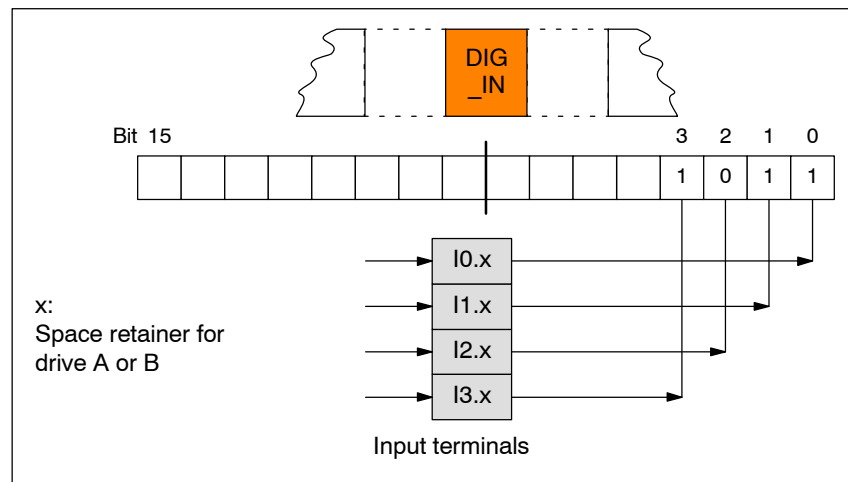 DIG
_IN
Bit 15 3 2 1 0
1 0 1 1
I0.x
I1.x
I2.x
I3.x
x:
Space retainer for
drive A or B
Input terminals